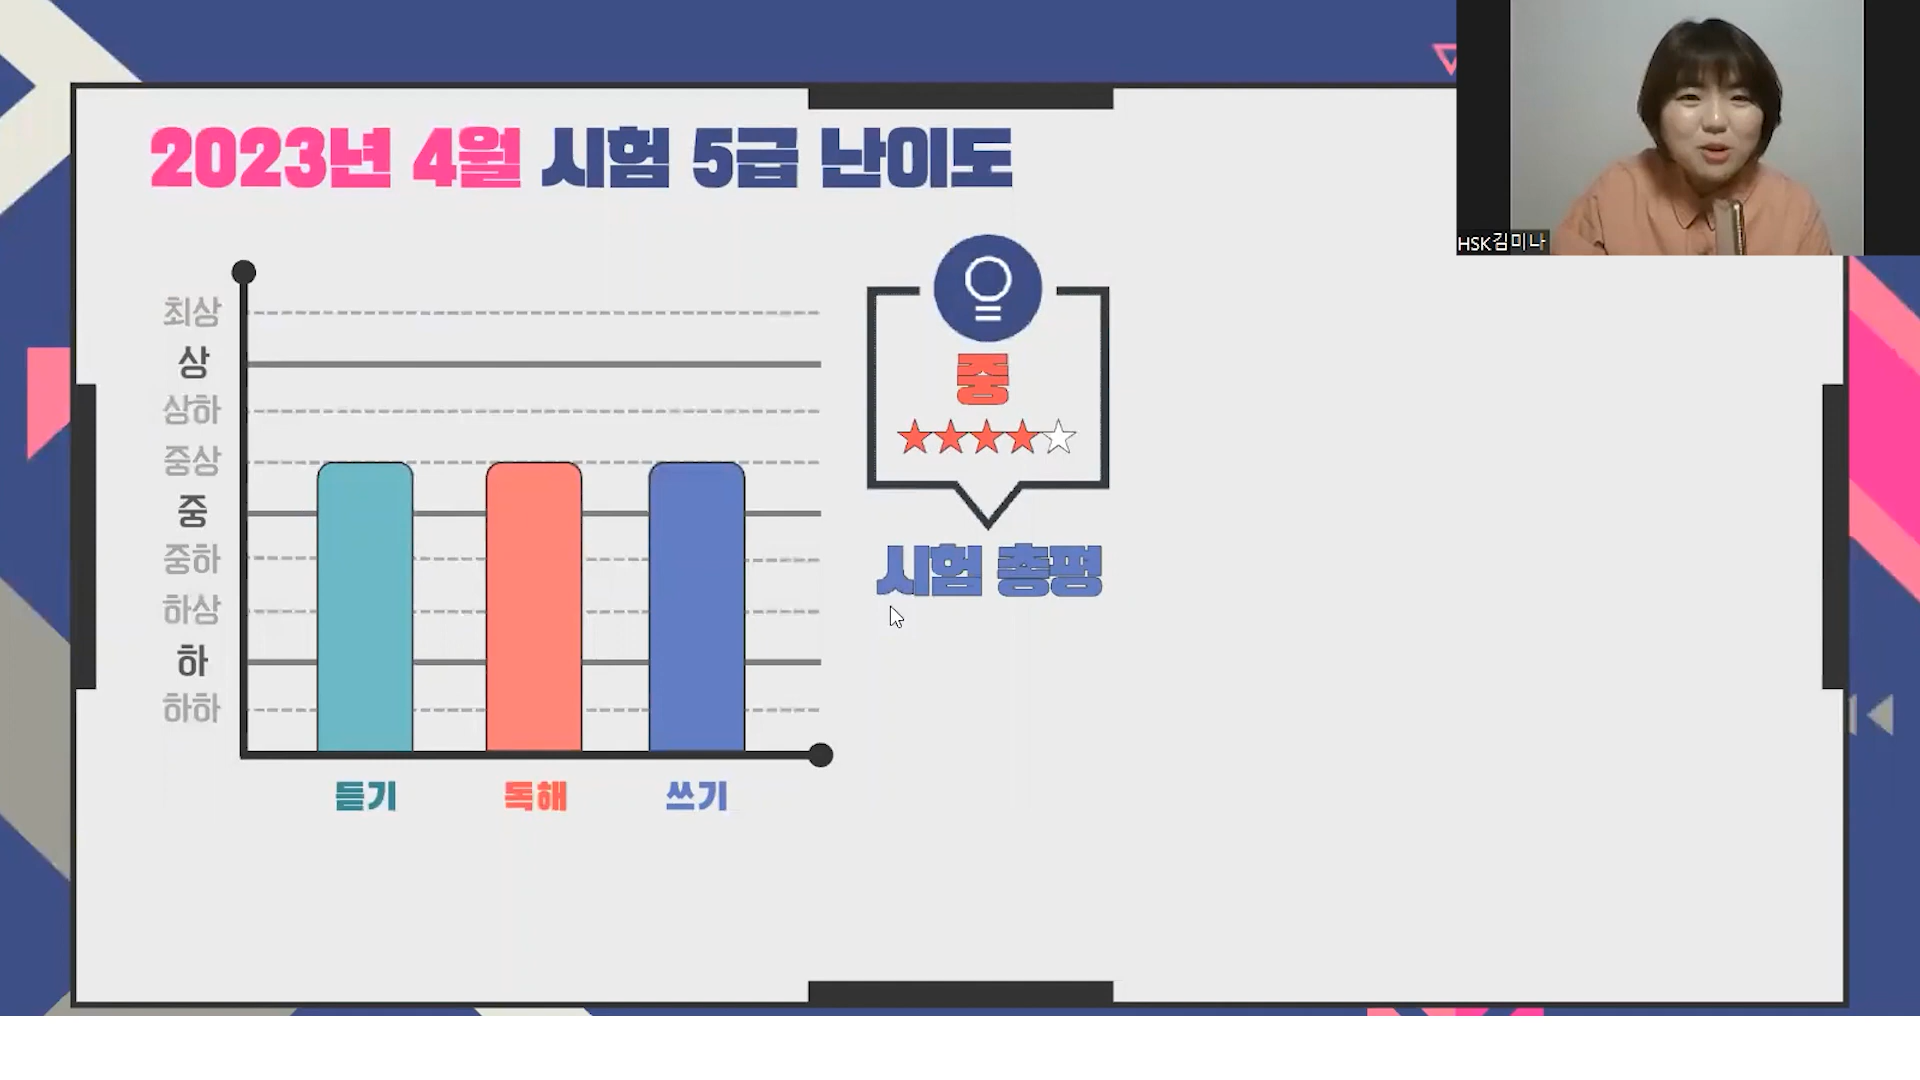 2023년 4월 시험 5급 난이도
HSK김미나
최상
상
상하
중상
중
중하
하상
하
하하
듣기 독해 쓰기
중
시험 총평